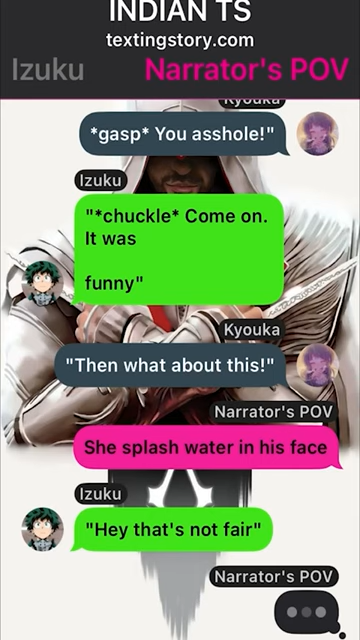 INDIAN TS
textingstory.com
Izuku
Narrator's POV
Kyouka
*gasp* You asshole!"
Izuku
"*chuckle* Come on.
It was
funny"
Kyouka
"Then what about this!"
Narrator's POV
She splash water in his face
Izuku
"Hey that's not fair"
Narrator's POV